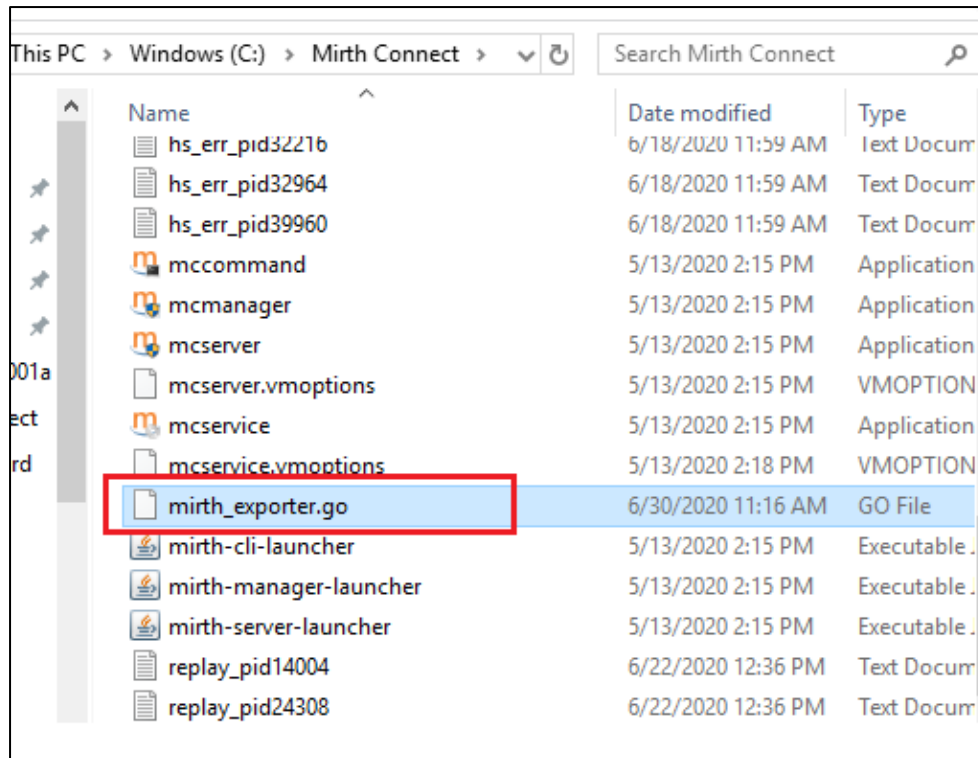 This PC > Windows (C:) > Mirth Connect > Search Mirth Connect
Name Date modified Type
hs_err_pid32216 6/18/2020 11:59 AM Text Docum
hs_err_pid32964 6/18/2020 11:59 AM Text Docum
hs_err_pid39960 6/18/2020 11:59 AM Text Docum
mccommand 5/13/2020 2:15 PM Application
mcmanager 5/13/2020 2:15 PM Application
mcserver 5/13/2020 2:15 PM Application
001a
mcserver.vmoptions 5/13/2020 2:15 PM VMOPTION
ect
mcservice 5/13/2020 2:15 PM Application
rd
mcservice.vmoptions 5/13/2020 2:18 PM VMOPTION
mirth_exporter.go 6/30/2020 11:16 AM GO File
mirth-cli-launcher 5/13/2020 2:15 PM Executable J
mirth-manager-launcher 5/13/2020 2:15 PM Executable J
mirth-server-launcher 5/13/2020 2:15 PM Executable J
replay_pid14004 6/22/2020 12:36 PM Text Docum
replay_pid24308 6/22/2020 12:36 PM Text Docum